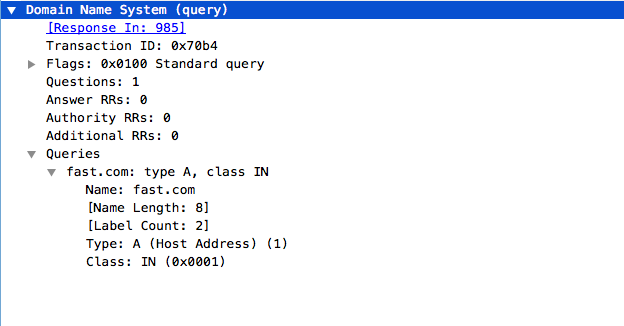 Domain Name System (query)
[Response In: 985]
Transaction ID: 0x70b4
Flags: 0x0100 Standard query
Questions: 1
Answer RRs: 0
Authority RRs: 0
Additional RRs: 0
Queries
fast.com: type A, class IN
Name: fast.com
[Name Length: 8]
[Label Count: 2]
Type: A (Host Address) (1)
Class: IN (0x0001)